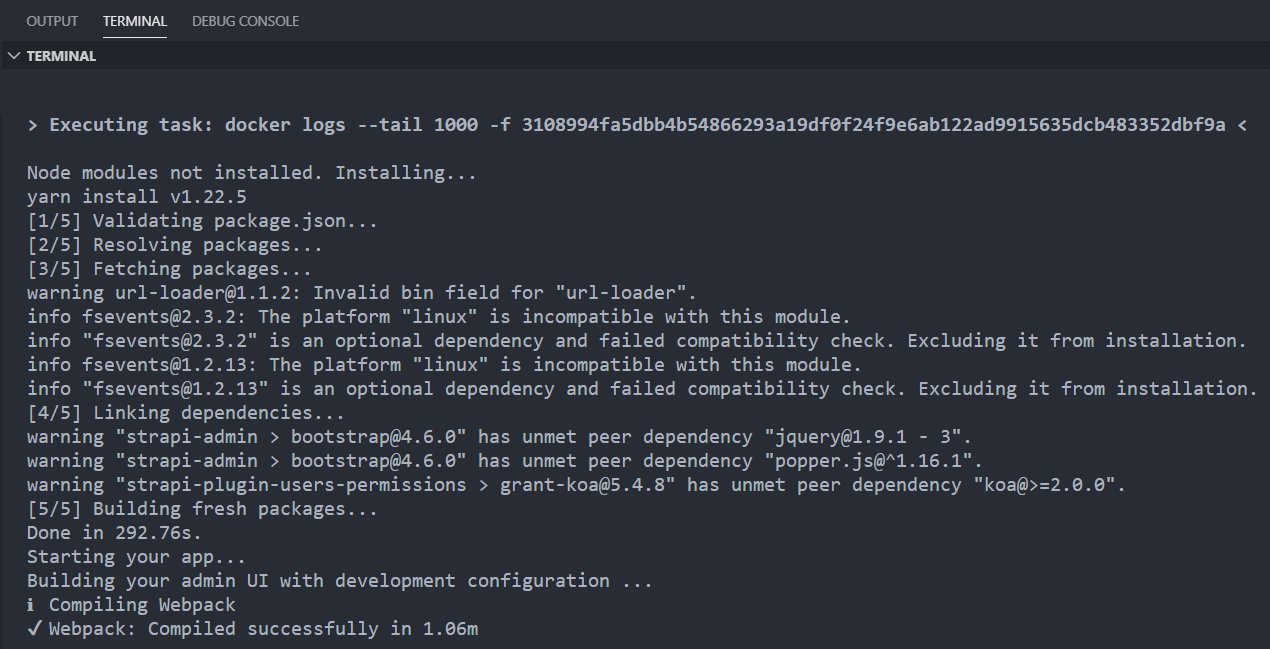 OUTPUT TERMINAL DEBUG CONSOLE
TERMINAL
> Executing task: docker logs --tail 1000 -f 3108994fa5dbb4b54866293a19df0f24f9e6ab122ad9915635dcb483352dbf9a <
Node modules not installed. Installing...
yarn install v1.22.5
[1/5] Validating package.json...
[2/5] Resolving packages...
[3/5] Fetching packages...
warning url-loader@1.1.2: Invalid bin field for "url-loader".
info fsevents@2.3.2: The platform "linux" is incompatible with this module.
info "fsevents@2.3.2" is an optional dependency and failed compatibility check. Excluding it from installation.
info fsevents@1.2.13: The platform "linux" is incompatible with this module.
info "fsevents@1.2.13" is an optional dependency and failed compatibility check. Excluding it from installation.
[4/5] Linking dependencies...
warning "strapi-admin > bootstrap@4.6.0" has unmet peer dependency "jquery@1.9.1 - 3".
warning "strapi-admin > bootstrap@4.6.0" has unmet peer dependency "popper.js@^1.16.1".
warning "strapi-plugin-users-permissions > grant-koa@5.4.8" has unmet peer dependency "koa@>=2.0.0".
[5/5] Building fresh packages...
Done in 292.76s.
Starting your app...
Building your admin UI with development configuration ...
ℹ Compiling Webpack
✓ Webpack: Compiled successfully in 1.06m